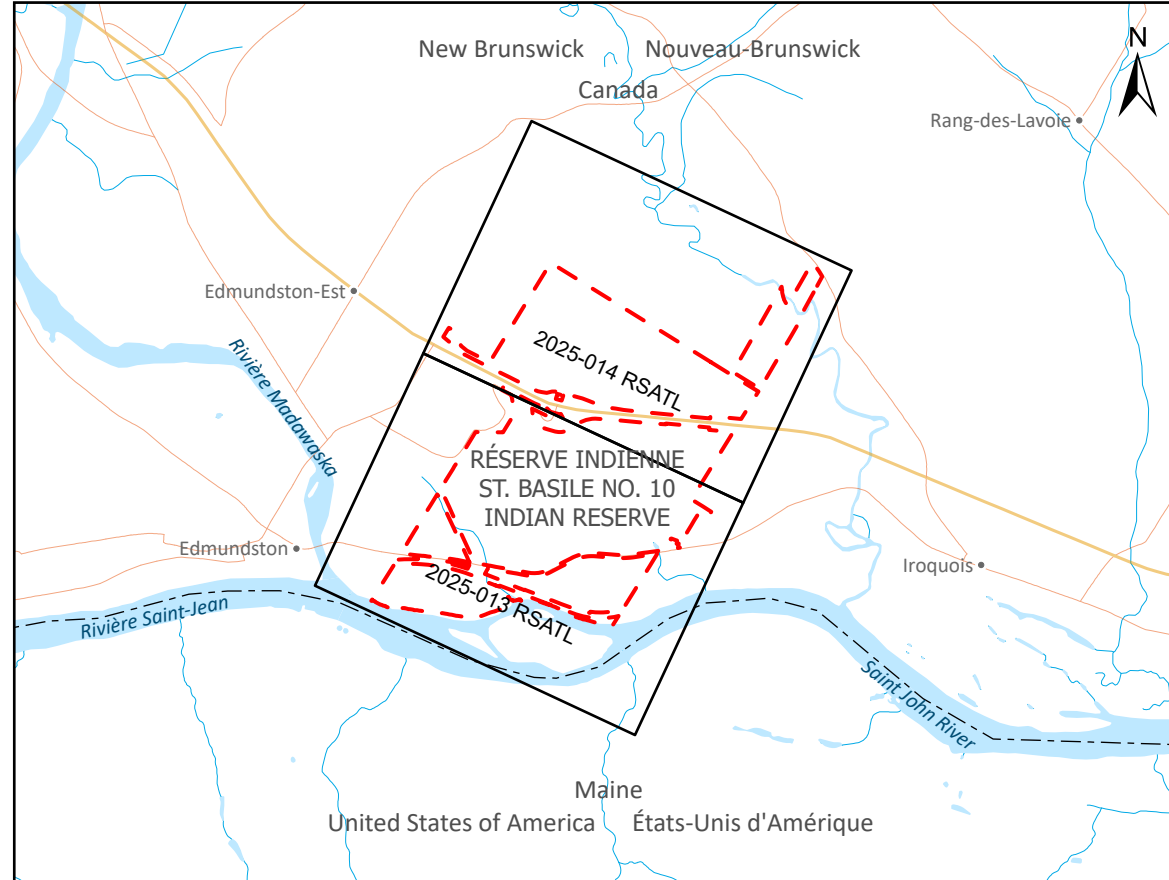 New Brunswick Nouveau-Brunswick
Canada
N
Rang-des-Lavoie
Edmundston-Est
Rivière Madawaska
2025-014 RSATL
RÉSERVE INDIENNE
ST. BASILE NO. 10
INDIAN RESERVE
Edmundston
Iroquois
2025-013 RSATL
Rivière Saint-Jean
Saint John River
Maine
United States of America États-Unis d'Amérique